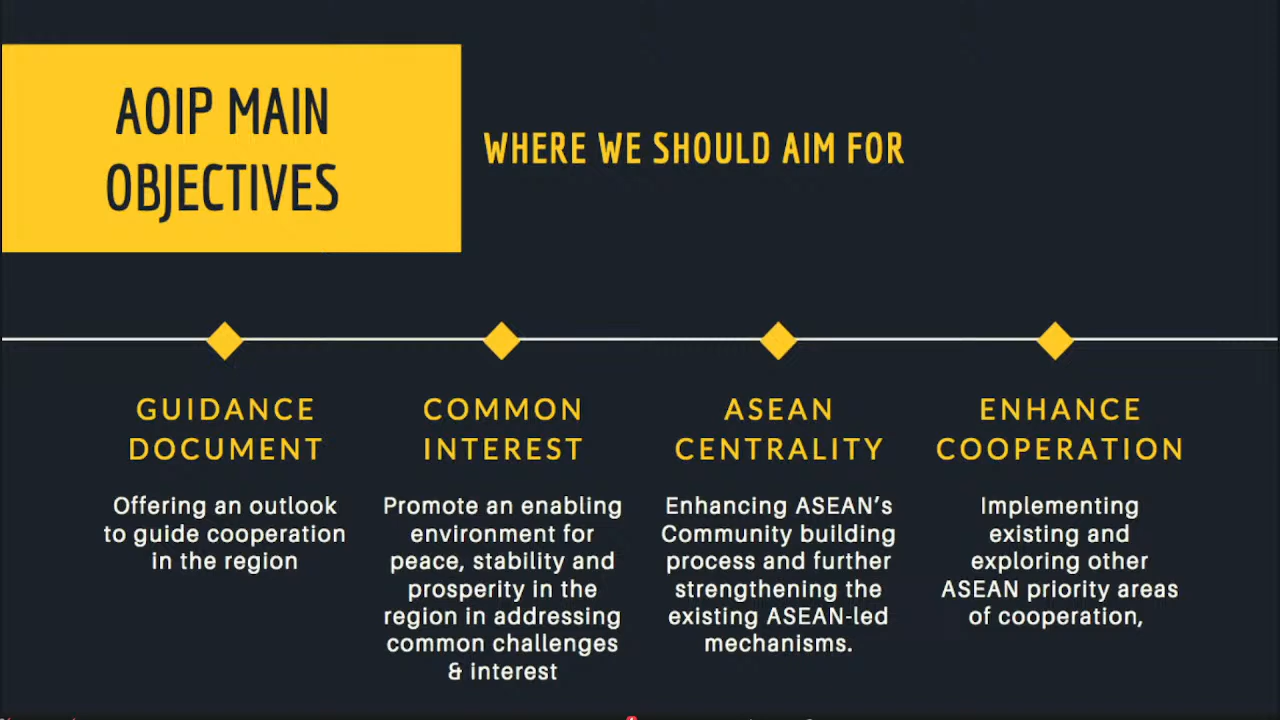 AOIP MAIN
OBJECTIVES
WHERE WE SHOULD AIM FOR
GUIDANCE
DOCUMENT
Offering an outlook
to guide cooperation
in the region
COMMON
INTEREST
Promote an enabling
environment for
peace, stability and
prosperity in the
region in addressing
common challenges
& interest
ASEAN
CENTRALITY
Enhancing ASEAN’s
Community building
process and further
strengthening the
existing ASEAN-led
mechanisms.
ENHANCE
COOPERATION
Implementing
existing and
exploring other
ASEAN priority areas
of cooperation,